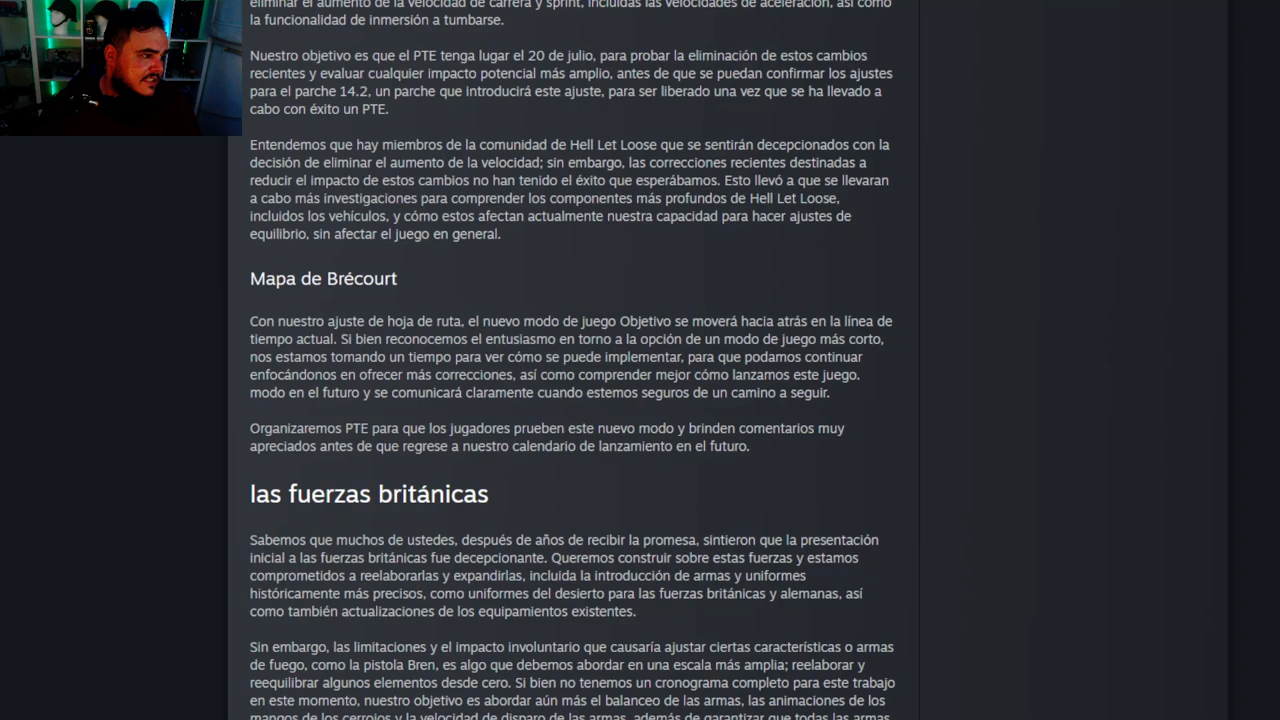 eliminar el aumento de la velocidad de carrera y sprint, incluidas las velocidades de aceleración, así como
la funcionalidad de inmersión a tumbarse.
Nuestro objetivo es que el PTE tenga lugar el 20 de julio, para probar la eliminación de estos cambios
recientes y evaluar cualquier impacto potencial más amplio, antes de que se puedan confirmar los ajustes
para el parche 14.2, un parche que introducirá este ajuste, para ser liberado una vez que se ha llevado a
cabo con éxito un PTE.
Entendemos que hay miembros de la comunidad de Hell Let Loose que se sentirán decepcionados con la
decisión de eliminar el aumento de la velocidad; sin embargo, las correcciones recientes destinadas a
reducir el impacto de estos cambios no han tenido el éxito que esperábamos. Esto llevó a que se llevaran
a cabo más investigaciones para comprender los componentes más profundos de Hell Let Loose,
incluidos los vehículos, y cómo estos afectan actualmente nuestra capacidad para hacer ajustes de
equilibrio, sin afectar el juego en general.
Mapa de Brécourt
Con nuestro ajuste de hoja de ruta, el nuevo modo de juego Objetivo se moverá hacia atrás en la línea de
tiempo actual. Si bien reconocemos el entusiasmo en torno a la opción de un modo de juego más corto,
nos estamos tomando un tiempo para ver cómo se puede implementar, para que podamos continuar
enfocándonos en ofrecer más correcciones, así como comprender mejor cómo lanzamos este juego.
modo en el futuro y se comunicará claramente cuando estemos seguros de un camino a seguir.
Organizaremos PTE para que los jugadores prueben este nuevo modo y brinden comentarios muy
apreciados antes de que regrese a nuestro calendario de lanzamiento en el futuro.
las fuerzas británicas
Sabemos que muchos de ustedes, después de años de recibir la promesa, sintieron que la presentación
inicial a las fuerzas británicas fue decepcionante. Queremos construir sobre estas fuerzas y estamos
comprometidos a reelaborarlas y expandirlas, incluida la introducción de armas y uniformes
históricamente más precisos, como uniformes del desierto para las fuerzas británicas y alemanas, así
como también actualizaciones de los equipamientos existentes.
Sin embargo, las limitaciones y el impacto involuntario que causaría ajustar ciertas características o armas
de fuego, como la pistola Bren, es algo que debemos abordar en una escala más amplia; reelaborar y
reequilibrar algunos elementos desde cero. Si bien no tenemos un cronograma completo para este trabajo
en este momento, nuestro objetivo es abordar aún más el balanceo de las armas, las animaciones de los
mangos de los cerrojos y la velocidad de disparo de las armas, además de garantizar que todas las armas